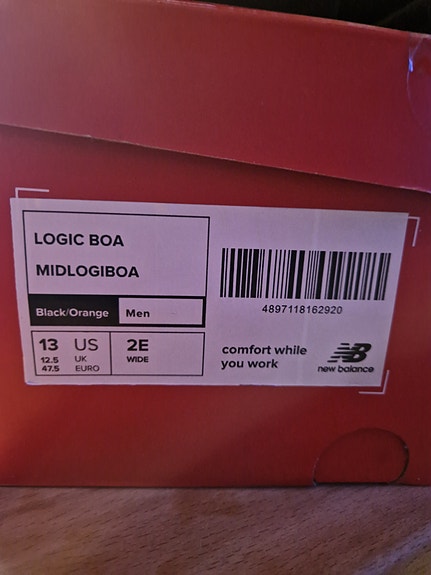 LOGIC BOA
MIDLOGIBOA
Black/Orange Men
13 US 2E
12.5 UK WIDE
47.5 EURO
4897118162920
comfort while
you work
NB
new balance